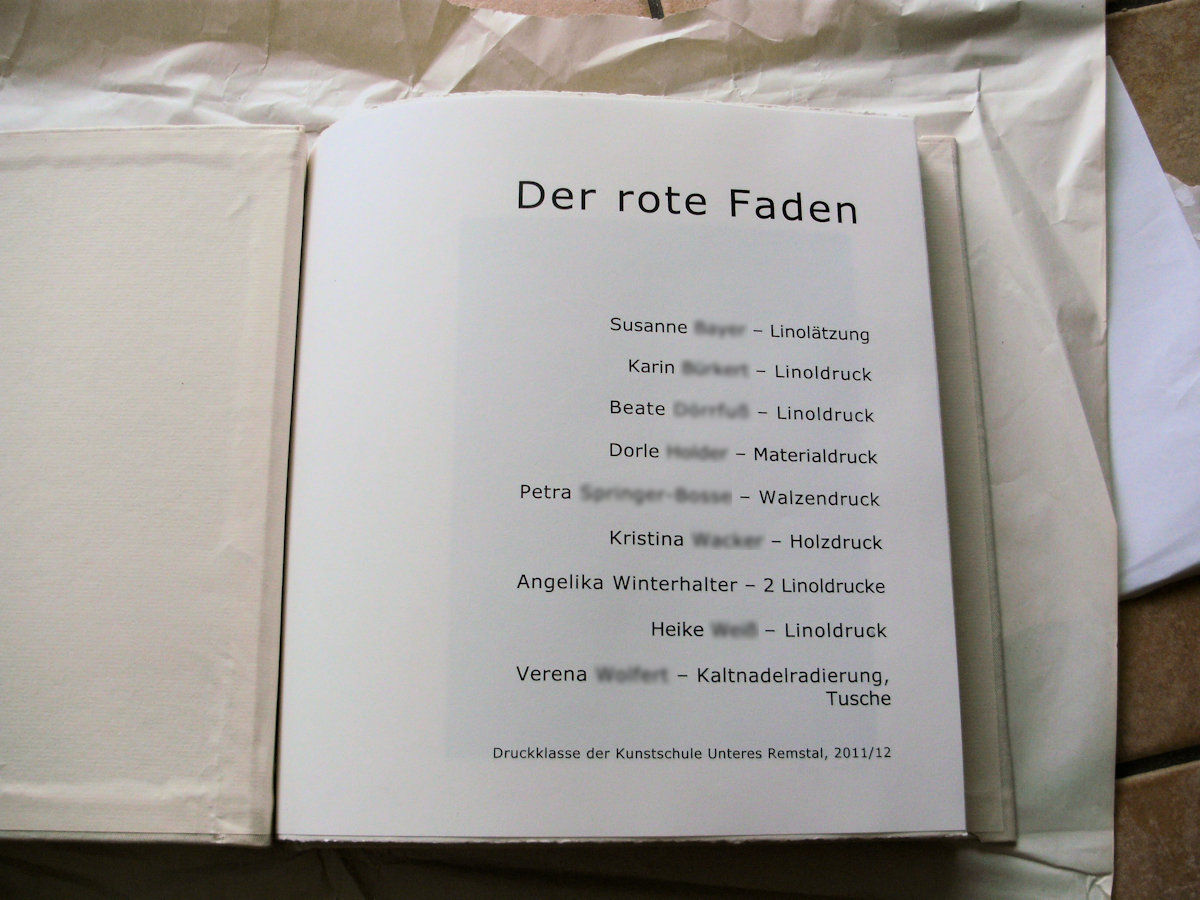 Der rote Faden
Susanne – Linolätzung
Karin – Linoldruck
Beate – Linoldruck
Dorle – Materialdruck
Petra – Walzendruck
Kristina – Holzdruck
Angelika Winterhalter – 2 Linoldrucke
Heike – Linoldruck
Verena – Kaltnadelradierung,
Tusche
Druckklasse der Kunstschule Unteres Remstal, 2011/12